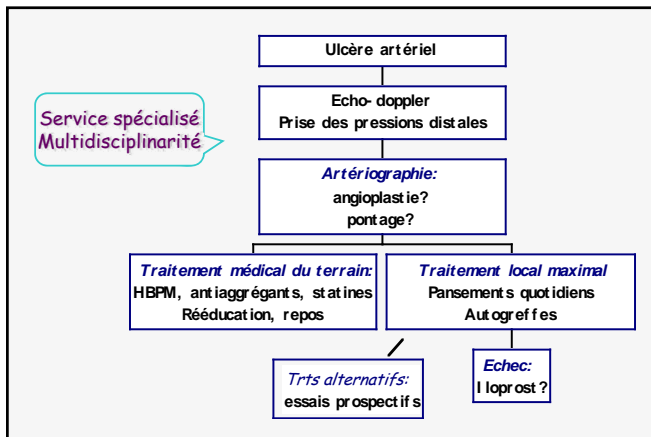 Ulcère artériel
Echo-doppler
Prise des pressions distales
Service spécialisé
Multidisciplinarité
Artériographie:
angioplastie?
pontage?
Traitement médical du terrain:
HBPM, antiaggrégants, statines
Rééducation, repos
Traitement local maximal
Pansements quotidiens
Autogreffes
Trts alternatifs:
essais prospectifs
Echec:
Iloprost?